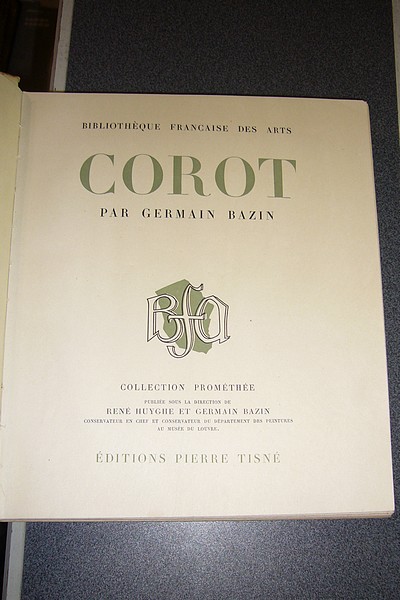 BIBLIOTHÈQUE FRANCAISE DES ARTS
COROT
PAR GERMAIN BAZIN
BfA
COLLECTION PROMÉTHÉE
PUBLIÉE SOUS LA DIRECTION DE
RENÉ HUYGHE ET GERMAIN BAZIN
CONSERVATEUR EN CHEF ET CONSERVATEUR DU DÉPARTEMENT DES PEINTURES
AU MUSÉE DU LOUVRE.
ÉDITIONS PIERRE TISNÉ